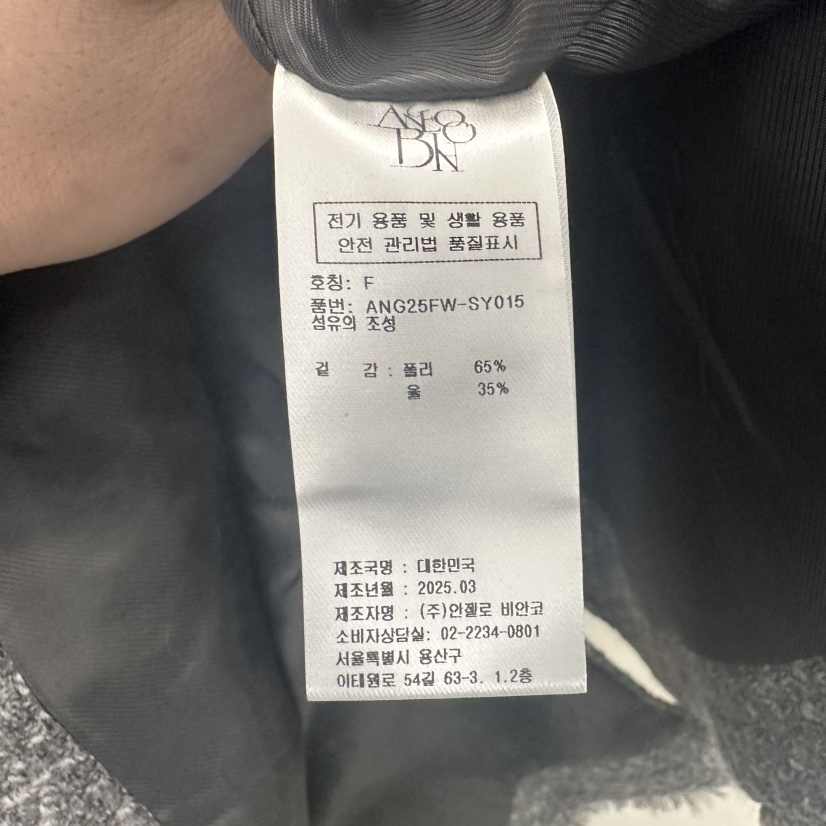 전기 용품 및 생활 용품
안전 관리법 품질표시
호칭: F
품번: ANG25FW-SY015
섬유의 조성
겉 감 : 폴리 65%
울 35%
제조국명 : 대한민국
제조년월 : 2025.03
제조자명 : (주)안젤로 비안코
소비자상담실: 02-2234-0801
서울특별시 용산구
이태원로 54길 63-3. 1.2층